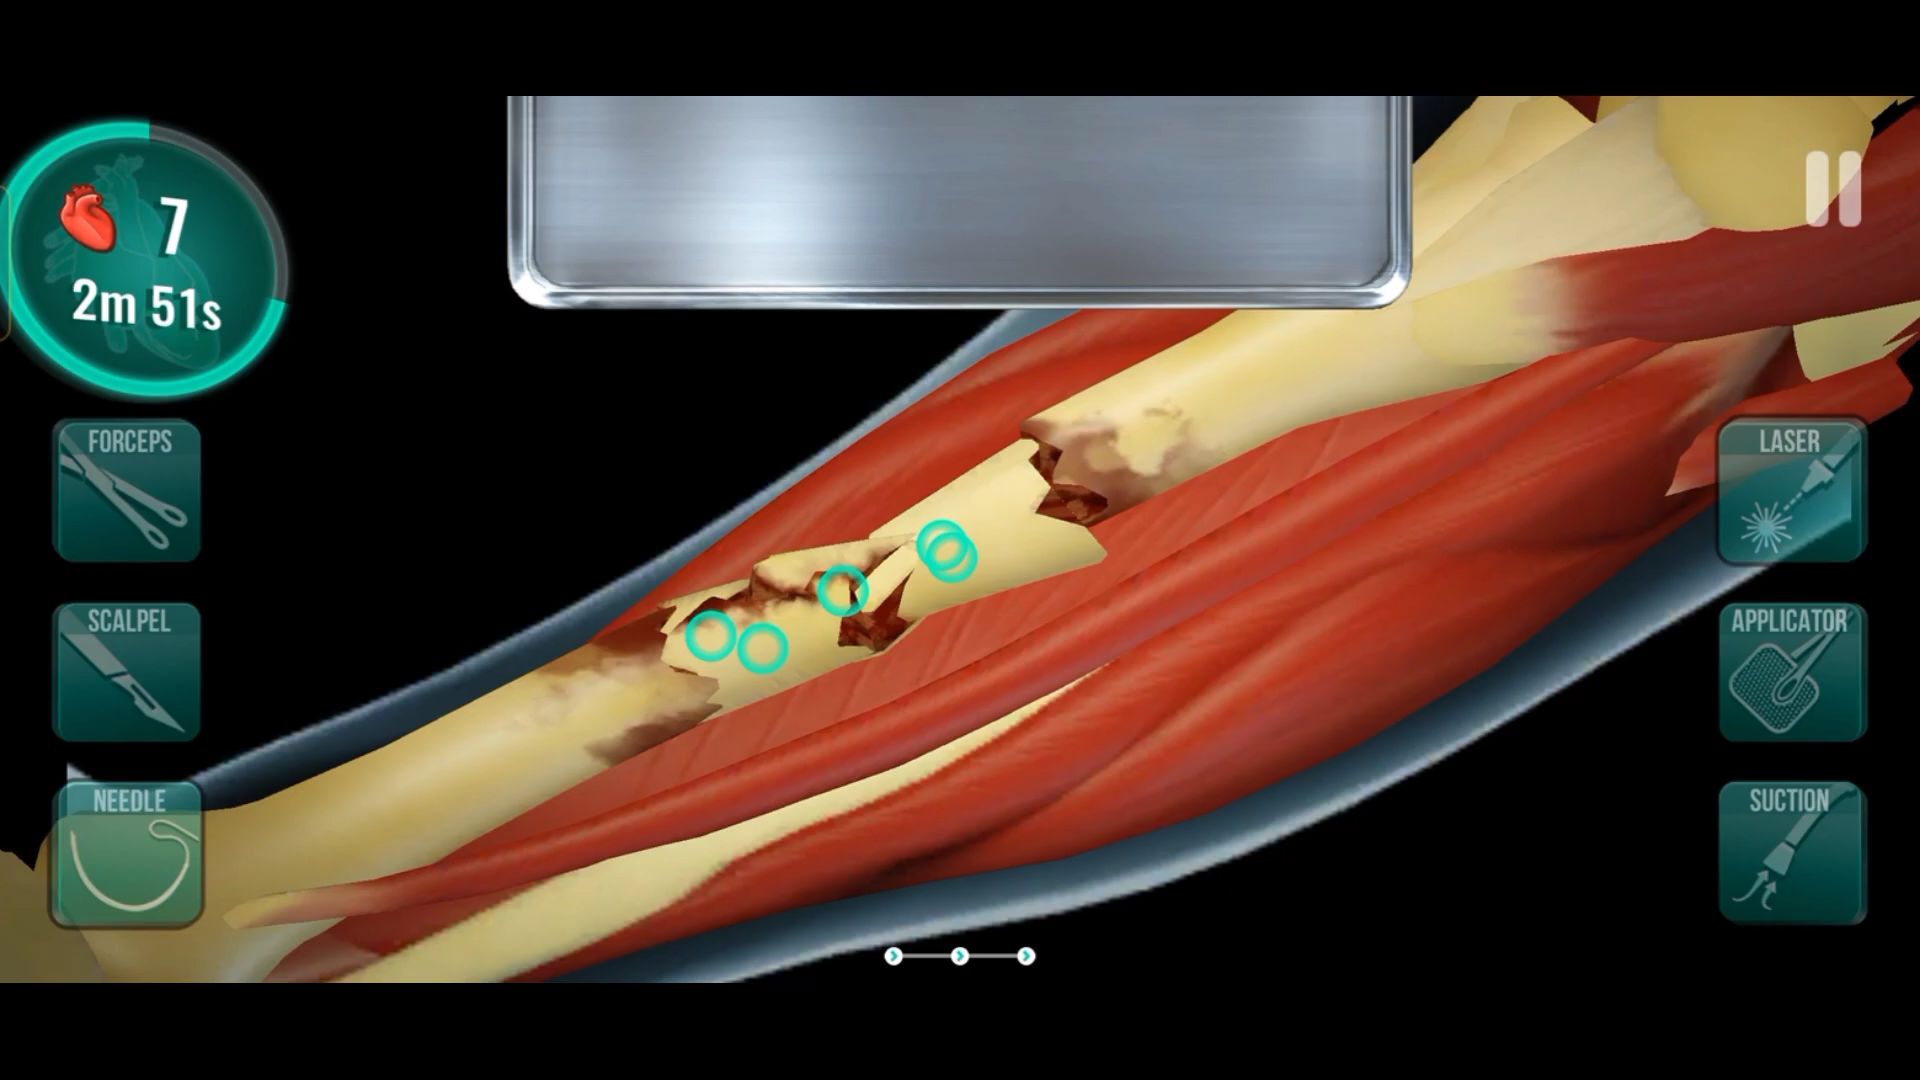 7
2m 51s
FORCEPS
SCALPEL
NEEDLE
LASER
APPLICATOR
SUCTION